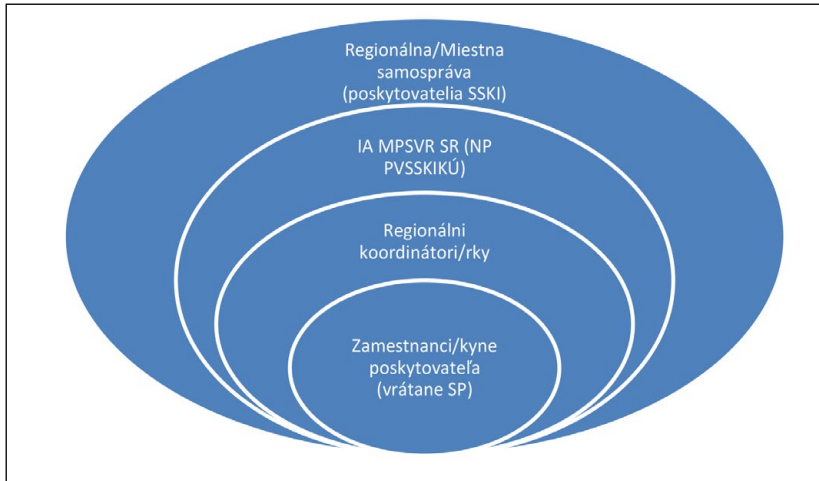 Regionálna/Miestna
samospráva
(poskytovatelia SSKI)
IA MPSVR SR (NP
PVSSKIKÚ)
Regionálni
koordinátori/rky
Zamestnanci/kyne
poskytovateľa
(vrátane SP)